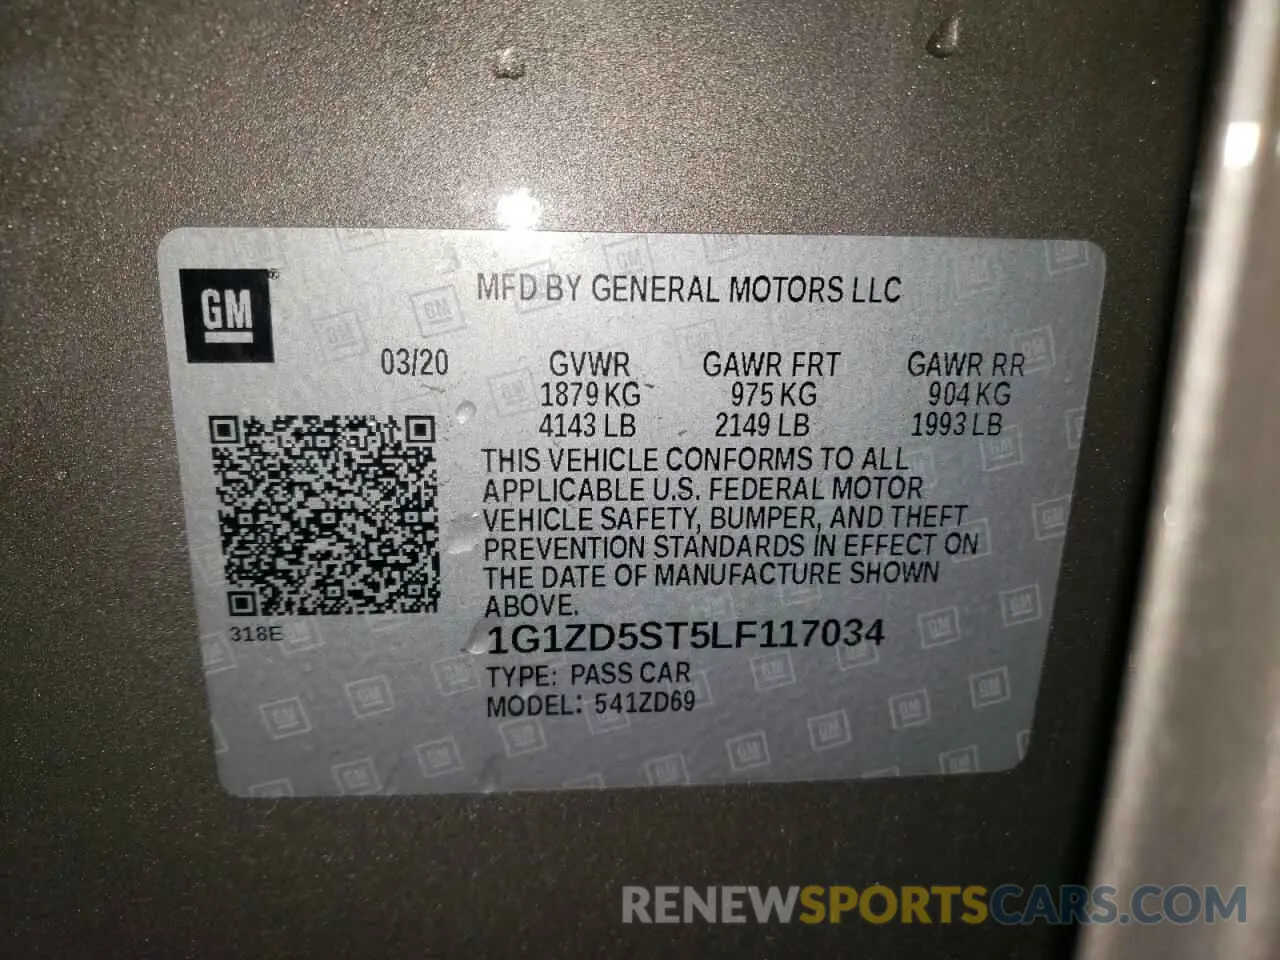 GM®
MFD BY GENERAL MOTORS LLC
03/20 GVWR GAWR FRT GAWR RR
1879 KG 975 KG 904 KG
4143 LB 2149 LB 1993 LB
THIS VEHICLE CONFORMS TO ALL
APPLICABLE U.S. FEDERAL MOTOR
VEHICLE SAFETY, BUMPER, AND THEFT
PREVENTION STANDARDS IN EFFECT ON
THE DATE OF MANUFACTURE SHOWN
ABOVE.
318E
1G1ZD5ST5LF117034
TYPE: PASS CAR
MODEL: 541ZD69
RENEWSPORTSCARS.COM